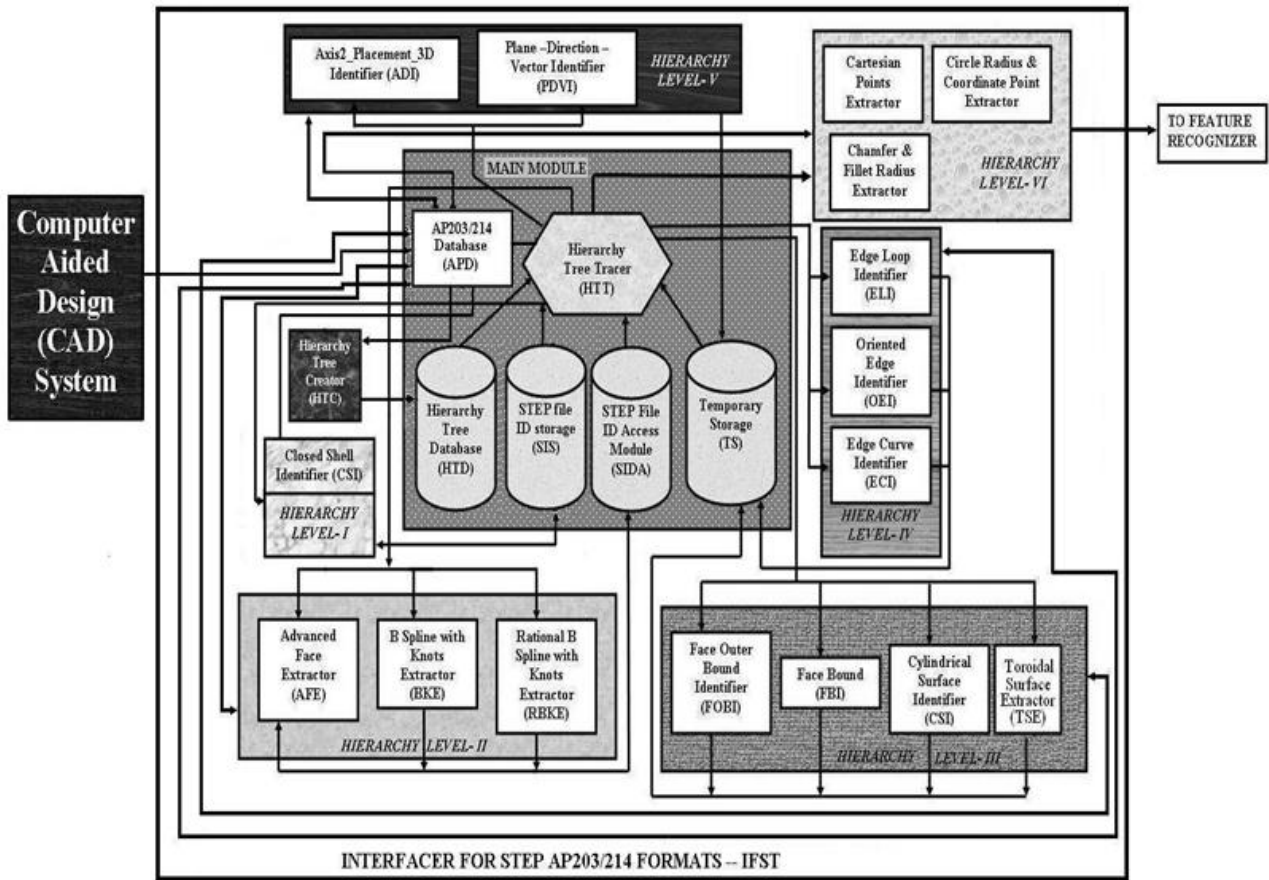 Axis2_Placement_3D
Identifier (ADI)
Plane –Direction –
Vector Identifier
(PDVI)
HIERARCHY
LEVEL- V
Cartesian
Points
Extractor
Circle Radius &
Coordinate Point
Extractor
Chamfer &
Fillet Radius
Extractor
HIERARCHY
LEVEL- VI
TO FEATURE
RECOGNIZER
MAIN MODULE
Computer
Aided
Design
(CAD)
System
AP203/214
Database
(APD)
Hierarchy
Tree Tracer
(HTT)
Hierarchy
Tree
Creator
(HTC)
Hierarchy
Tree
Database
(HTD)
STEP file
ID storage
(SIS)
STEP File
ID Access
Module
(SIDA)
Temporary
Storage
(TS)
Edge Loop
Identifier
(ELI)
Oriented
Edge
Identifier
(OEI)
Edge Curve
Identifier
(ECI)
HIERARCHY
LEVEL- IV
Closed Shell
Identifier (CSI)
HIERARCHY
LEVEL- I
Advanced
Face
Extractor
(AFE)
B Spline with
Knots
Extractor
(BKE)
Rational B
Spline with
Knots
Extractor
(RBKE)
HIERARCHY LEVEL- II
Face Outer
Bound
Identifier
(FOBI)
Face Bound
(FBI)
Cylindrical
Surface
Identifier
(CSI)
Toroidal
Surface
Extractor
(TSE)
HIERARCHY LEVEL- III
INTERFACER FOR STEP AP203/214 FORMATS -- IFST